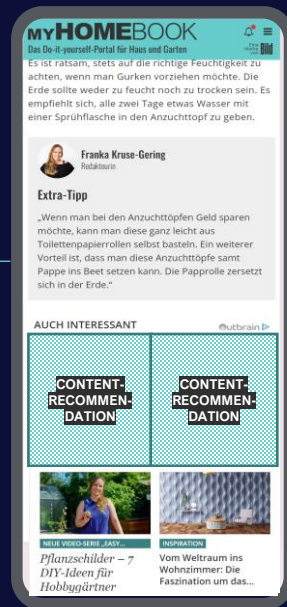 MYHOMEBOOK
Das Do-it-yourself-Portal für Haus und Garten
Bild
Es ist ratsam, stets auf die richtige Feuchtigkeit zu
achten, wenn man Gurken vorziehen möchte. Die
Erde sollte weder zu feucht noch zu trocken sein. Es
empfiehlt sich, alle zwei Tage etwas Wasser mit
einer Sprühflasche in den Anzuchttopf zu geben.
Franka Kruse-Gering
Redakteurin
Extra-Tipp
„Wenn man bei den Anzuchttöpfen Geld sparen
möchte, kann man diese ganz leicht aus
Toilettenpapierrollen selbst basteln. Ein weiterer
Vorteil ist, dass man diese Anzuchttöpfe samt
Pappe ins Beet setzen kann. Die Papprolle zersetzt
sich in der Erde.“
AUCH INTERESSANT
Outbrain
CONTENT-
RECOMMEN-
DATION
CONTENT-
RECOMMEN-
DATION
NEUE VIDEO-SERIE „EASY...
Pflanzschilder – 7
DIY-Ideen für
Hobbygärtner
INSPIRATION
Vom Weltraum ins
Wohnzimmer: Die
Faszination um das...